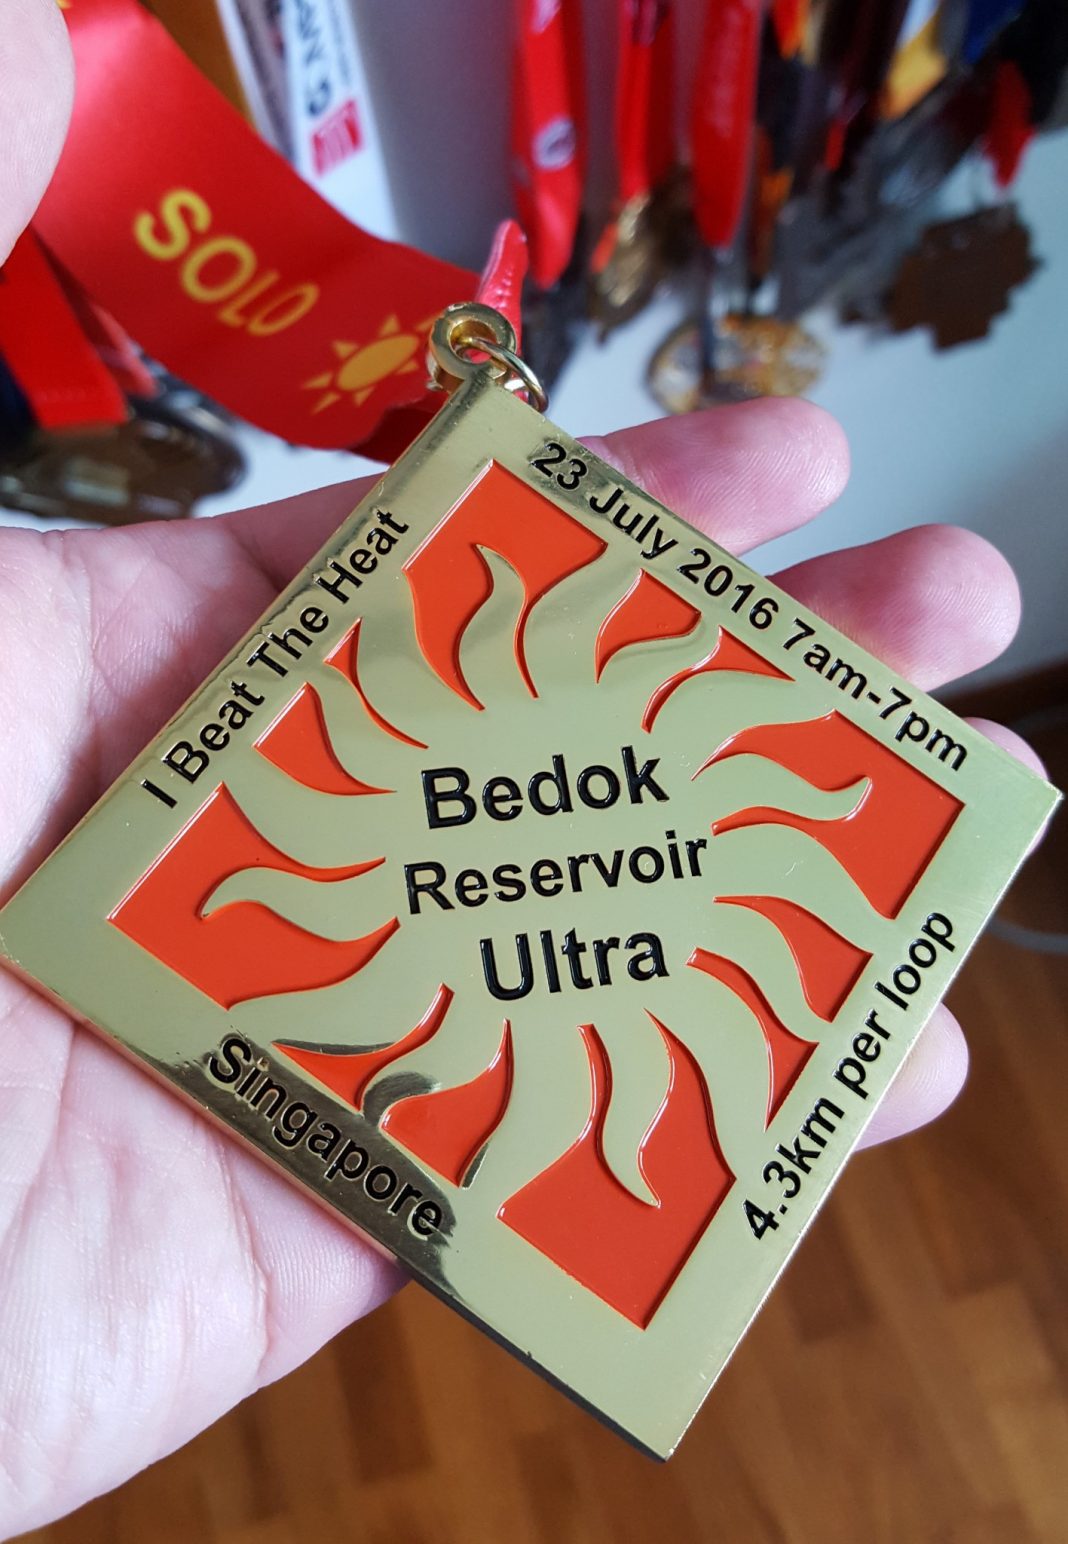 SOLO
23 July 2016 7am-7pm
I Beat The Heat
Bedok
Reservoir
Ultra
4.3km per loop
Singapore